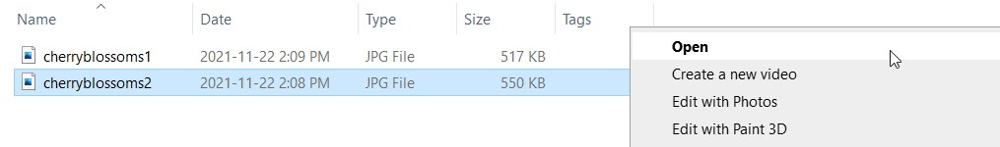 Name Date Type Size Tags
cherryblossoms1 2021-11-22 2:09 PM JPG File 517 KB
cherryblossoms2 2021-11-22 2:08 PM JPG File 550 KB
Open
Create a new video
Edit with Photos
Edit with Paint 3D